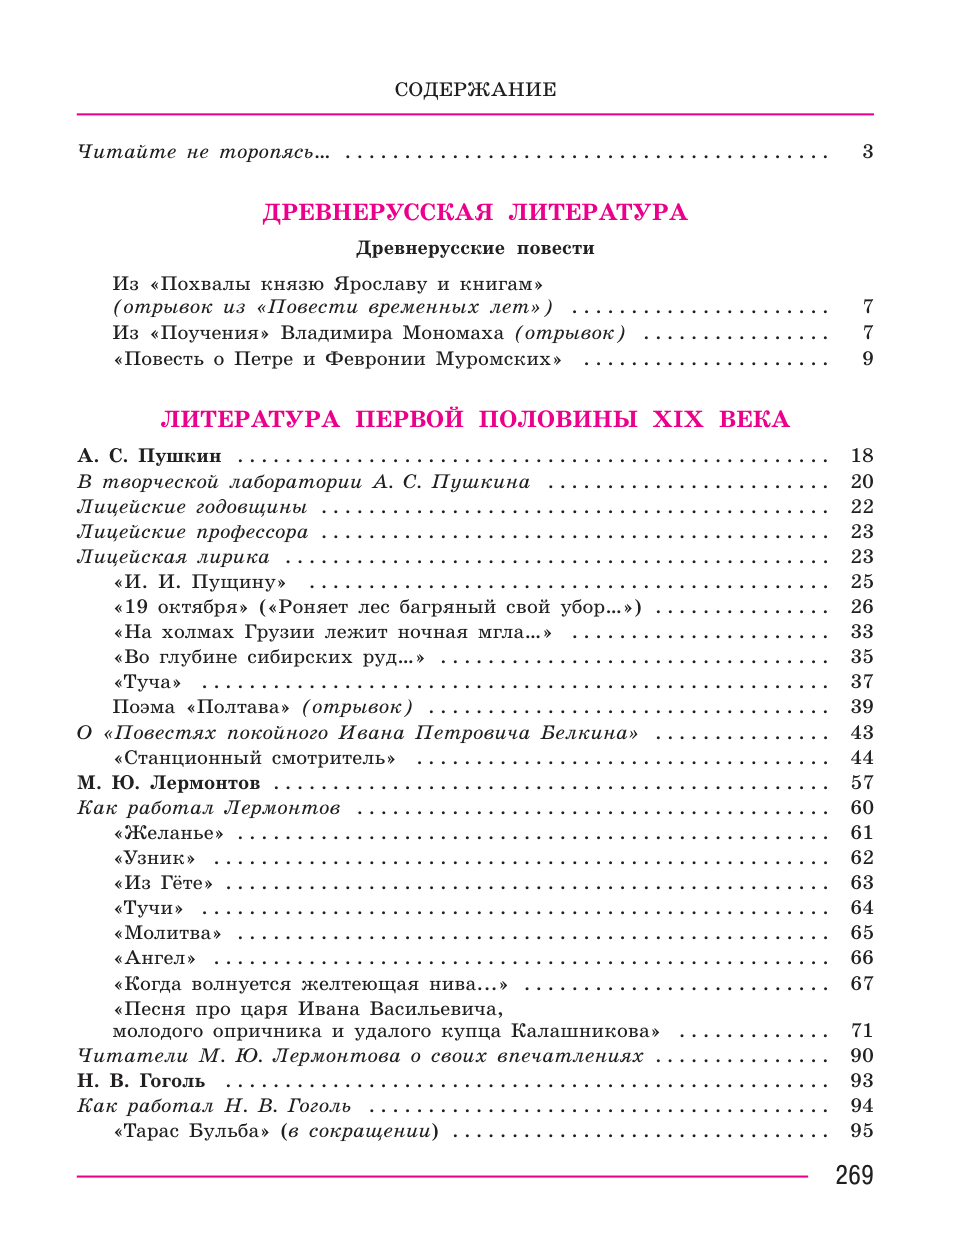 СОДЕРЖАНИЕ
Читайте не торопясь... . . . . . . . . . . . . . . . . . . . . . . . . . . . . . . . . . . . . . . . . . . 3
ДРЕВНЕРУССКАЯ ЛИТЕРАТУРА
Древнерусские повести
Из «Похвалы князю Ярославу и книгам»
(отрывок из «Повести временных лет») . . . . . . . . . . . . . . . . . . . . . . 7
Из «Поучения» Владимира Мономаха (отрывок) . . . . . . . . . . . . . . . . 7
«Повесть о Петре и Февронии Муромских» . . . . . . . . . . . . . . . . . . . . . 9
ЛИТЕРАТУРА ПЕРВОЙ ПОЛОВИНЫ XIX ВЕКА
А. С. Пушкин . . . . . . . . . . . . . . . . . . . . . . . . . . . . . . . . . . . . . . . . . . . . . . . . . . 18
В творческой лаборатории А. С. Пушкина . . . . . . . . . . . . . . . . . . . . . . . . 20
Лицейские годовщины . . . . . . . . . . . . . . . . . . . . . . . . . . . . . . . . . . . . . . . . . . . 22
Лицейские профессора . . . . . . . . . . . . . . . . . . . . . . . . . . . . . . . . . . . . . . . . . . . 23
Лицейская лирика . . . . . . . . . . . . . . . . . . . . . . . . . . . . . . . . . . . . . . . . . . . . . . 23
«И. И. Пущину» . . . . . . . . . . . . . . . . . . . . . . . . . . . . . . . . . . . . . . . . . . . . 25
«19 октября» («Роняет лес багряный свой убор...») . . . . . . . . . . . . . . . 26
«На холмах Грузии лежит ночная мгла...» . . . . . . . . . . . . . . . . . . . . . . 33
«Во глубине сибирских руд...» . . . . . . . . . . . . . . . . . . . . . . . . . . . . . . . . . 35
«Туча» . . . . . . . . . . . . . . . . . . . . . . . . . . . . . . . . . . . . . . . . . . . . . . . . . . . . . 37
Поэма «Полтава» (отрывок) . . . . . . . . . . . . . . . . . . . . . . . . . . . . . . . . . . 39
О «Повестях покойного Ивана Петровича Белкина» . . . . . . . . . . . . . . . 43
«Станционный смотритель» . . . . . . . . . . . . . . . . . . . . . . . . . . . . . . . . . . . 44
М. Ю. Лермонтов . . . . . . . . . . . . . . . . . . . . . . . . . . . . . . . . . . . . . . . . . . . . . . . 57
Как работал Лермонтов . . . . . . . . . . . . . . . . . . . . . . . . . . . . . . . . . . . . . . . . 60
«Желанье» . . . . . . . . . . . . . . . . . . . . . . . . . . . . . . . . . . . . . . . . . . . . . . . . . . 61
«Узник» . . . . . . . . . . . . . . . . . . . . . . . . . . . . . . . . . . . . . . . . . . . . . . . . . . . . 62
«Из Гёте» . . . . . . . . . . . . . . . . . . . . . . . . . . . . . . . . . . . . . . . . . . . . . . . . . . . 63
«Тучи» . . . . . . . . . . . . . . . . . . . . . . . . . . . . . . . . . . . . . . . . . . . . . . . . . . . . . 64
«Молитва» . . . . . . . . . . . . . . . . . . . . . . . . . . . . . . . . . . . . . . . . . . . . . . . . . . 65
«Ангел» . . . . . . . . . . . . . . . . . . . . . . . . . . . . . . . . . . . . . . . . . . . . . . . . . . . . 66
«Когда волнуется желтеющая нива...» . . . . . . . . . . . . . . . . . . . . . . . . . . 67
«Песня про царя Ивана Васильевича,
молодого опричника и удалого купца Калашникова» . . . . . . . . . . . . . 71
Читатели М. Ю. Лермонтова о своих впечатлениях . . . . . . . . . . . . . . . 90
Н. В. Гоголь . . . . . . . . . . . . . . . . . . . . . . . . . . . . . . . . . . . . . . . . . . . . . . . . . . . 93
Как работал Н. В. Гоголь . . . . . . . . . . . . . . . . . . . . . . . . . . . . . . . . . . . . . . . 94
«Тарас Бульба» (в сокращении) . . . . . . . . . . . . . . . . . . . . . . . . . . . . . . . . 95
269